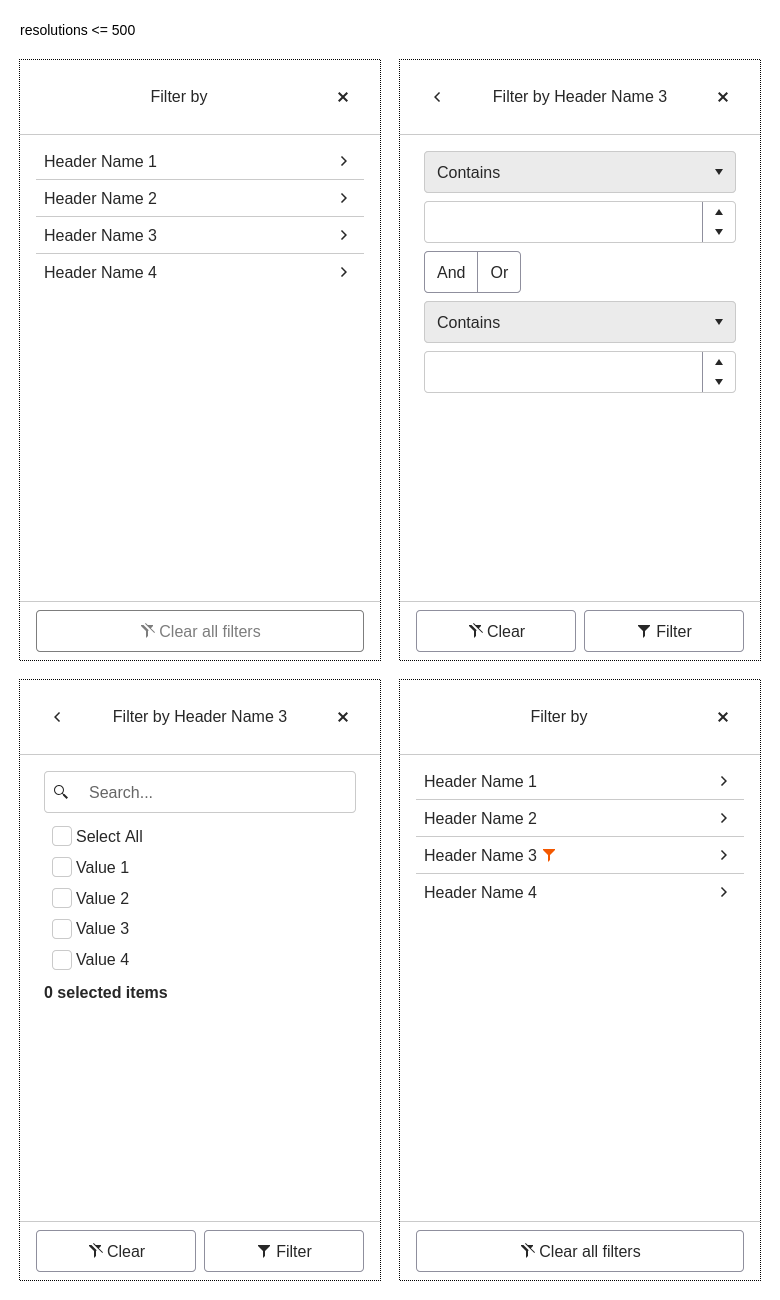 resolutions <= 500
Filter by
Header Name 1
Header Name 2
Header Name 3
Header Name 4
Clear all filters
Filter by Header Name 3
Contains
And Or
Contains
Clear Filter
Filter by Header Name 3
Search...
Select All
Value 1
Value 2
Value 3
Value 4
0 selected items
Clear Filter
Filter by
Header Name 1
Header Name 2
Header Name 3
Header Name 4
Clear all filters